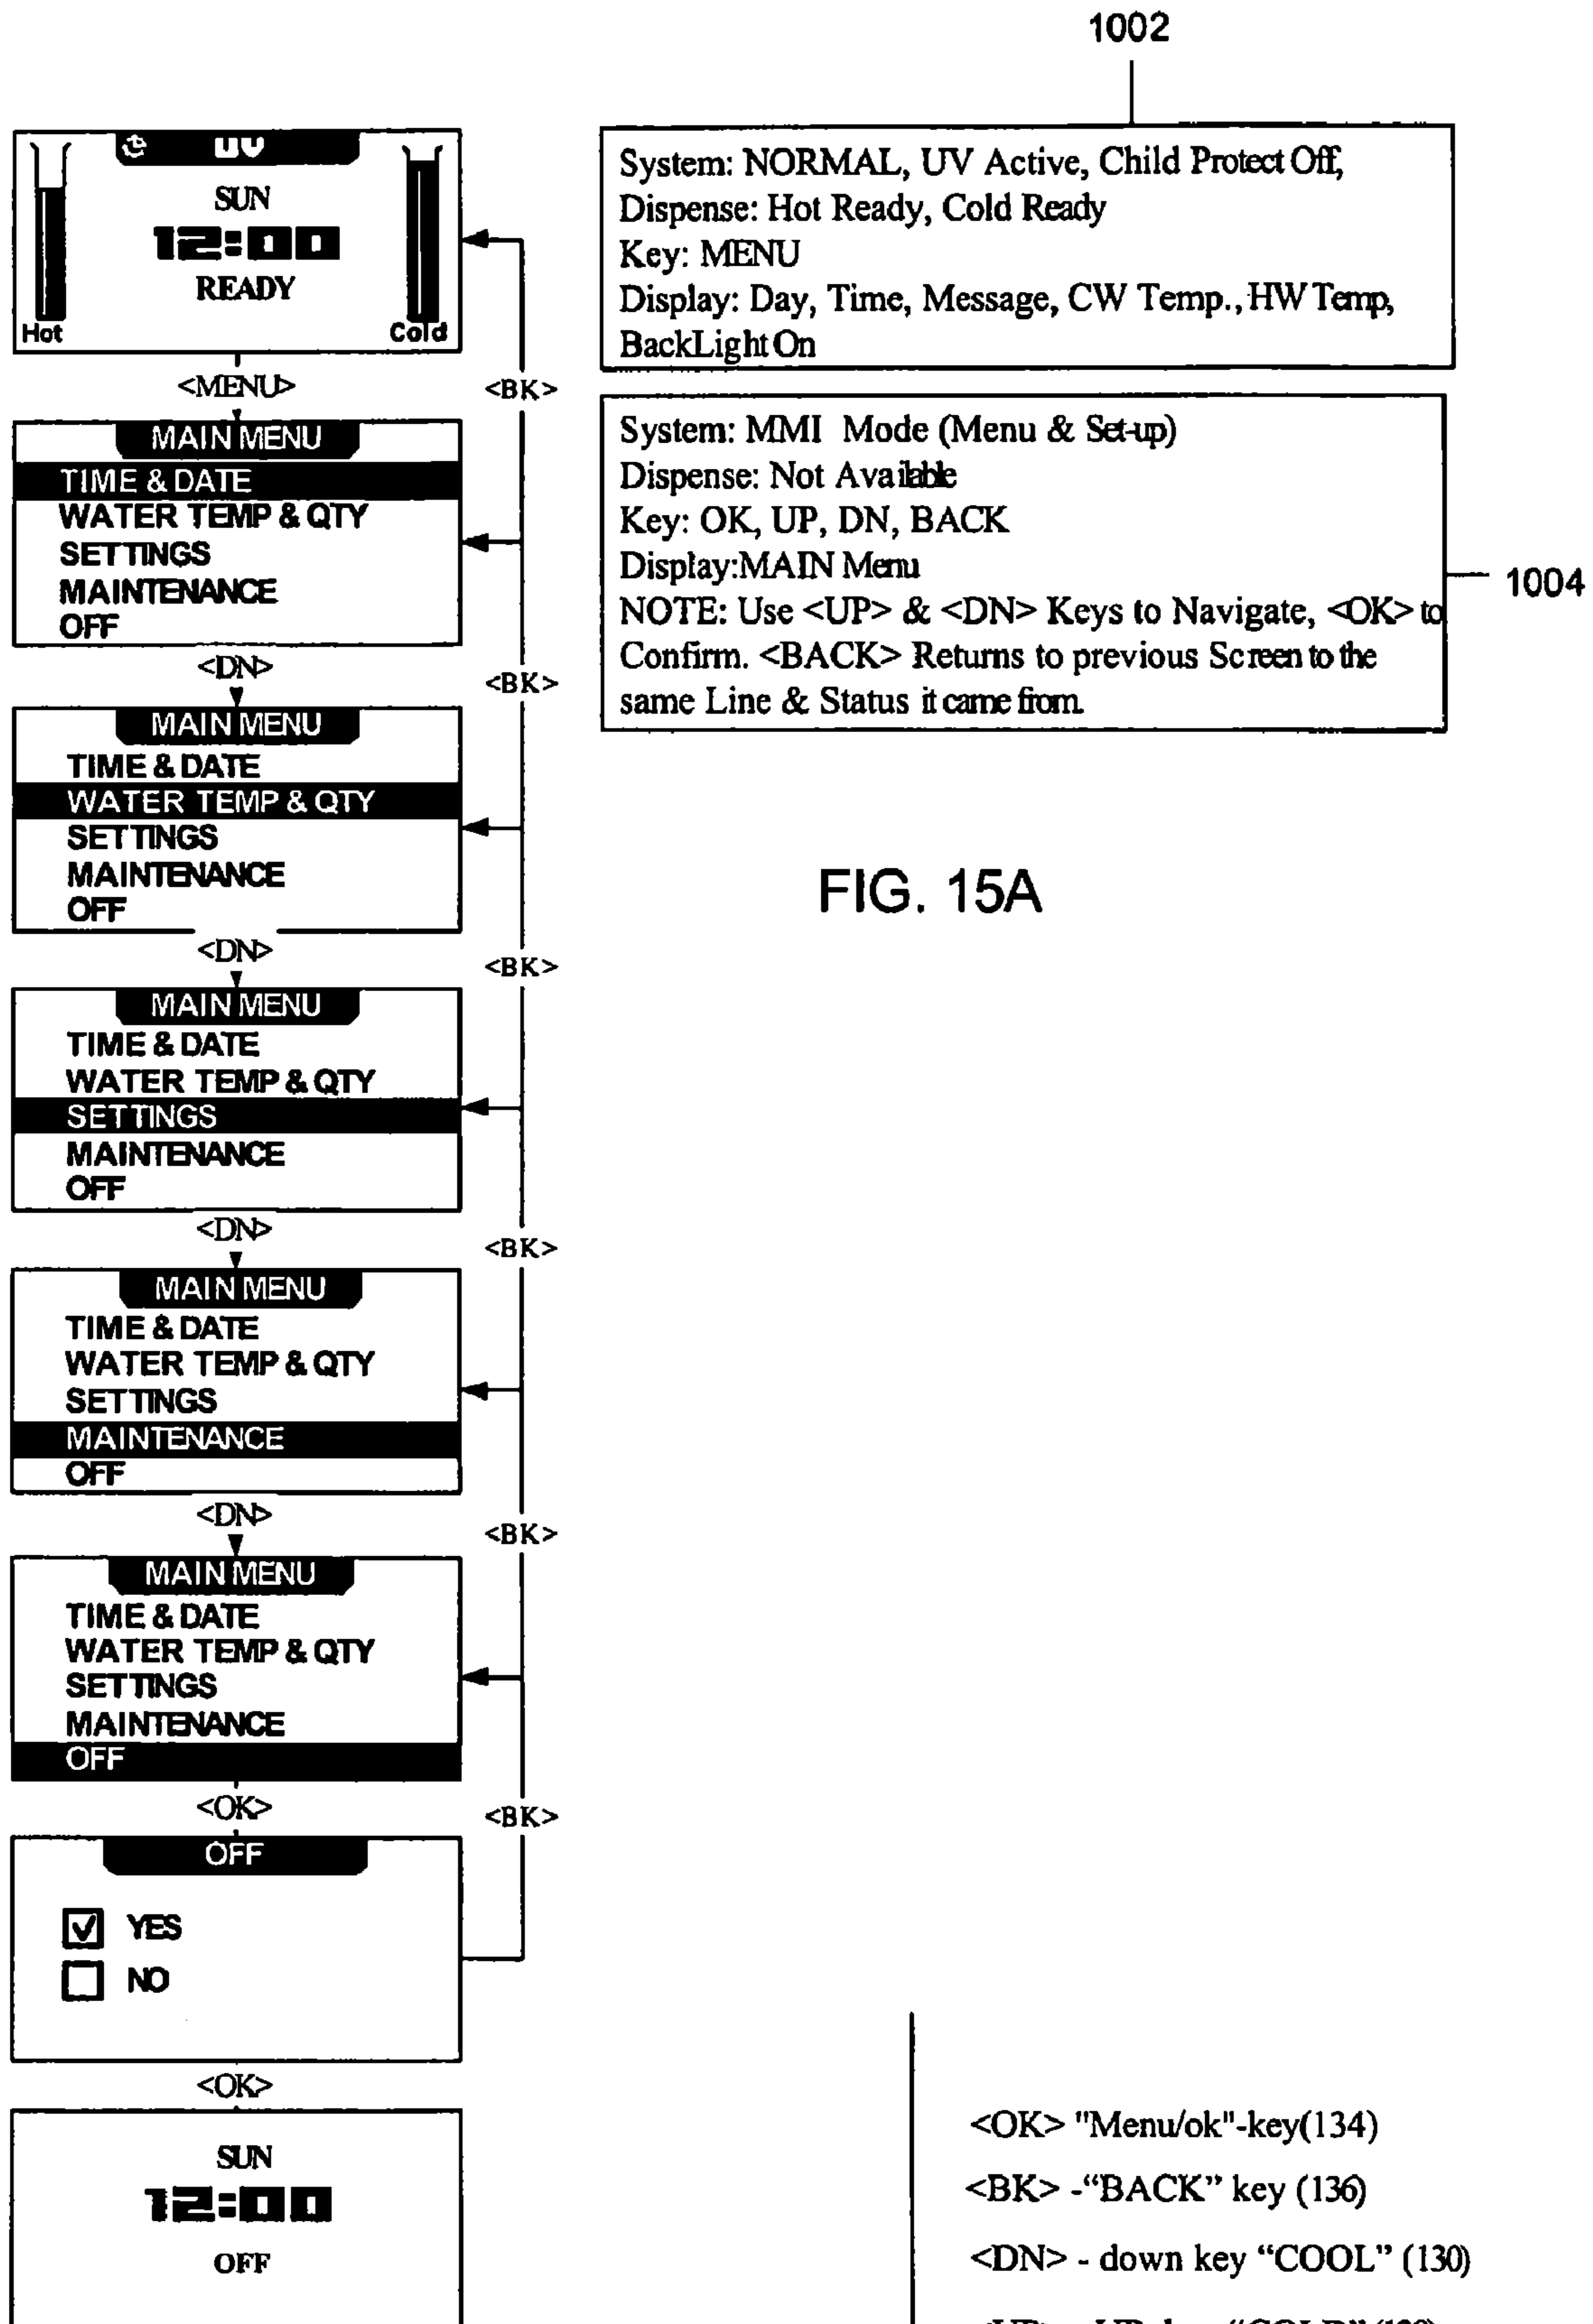 1002
UV
SUN
12:00
READY
Hot
Cold
<MENU>
<BK>
System: NORMAL, UV Active, Child Protect Off,
Dispense: Hot Ready, Cold Ready
Key: MENU
Display: Day, Time, Message, CW Temp., HW Temp,
BackLight On
MAIN MENU
TIME & DATE
WATER TEMP & QTY
SETTINGS
MAINTENANCE
OFF
<DN>
<BK>
System: MMI Mode (Menu & Set-up)
Dispense: Not Available
Key: OK, UP, DN, BACK
Display:MAIN Menu
NOTE: Use <UP> & <DN> Keys to Navigate, <OK> to
Confirm. <BACK> Returns to previous Screen to the
same Line & Status it came from.
1004
MAIN MENU
TIME & DATE
WATER TEMP & QTY
SETTINGS
MAINTENANCE
OFF
<DN>
<BK>
FIG. 15A
MAIN MENU
TIME & DATE
WATER TEMP & QTY
SETTINGS
MAINTENANCE
OFF
<DN>
<BK>
MAIN MENU
TIME & DATE
WATER TEMP & QTY
SETTINGS
MAINTENANCE
OFF
<DN>
<BK>
MAIN MENU
TIME & DATE
WATER TEMP & QTY
SETTINGS
MAINTENANCE
OFF
<OK>
<BK>
OFF
YES
NO
<OK>
SUN
12:00
OFF
<OK> "Menu/ok"-key(134)
<BK> -“BACK” key (136)
<DN> - down key “COOL” (130)